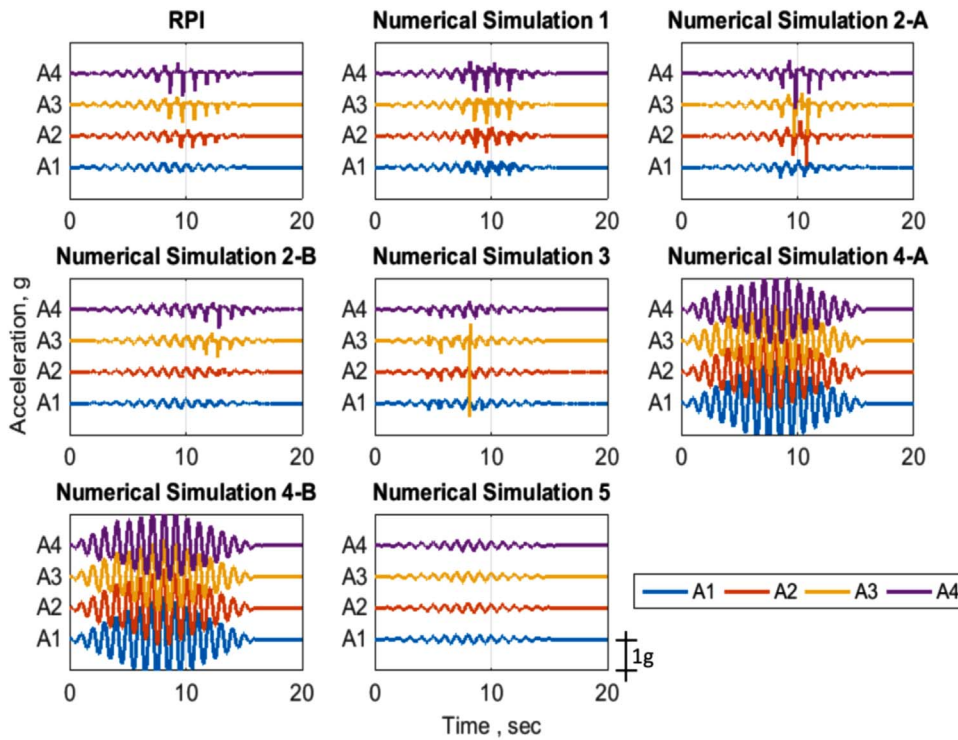 RPI
Numerical Simulation 1
Numerical Simulation 2-A
A4
A3
A2
A1
0 10 20
A4
A3
A2
A1
0 10 20
A4
A3
A2
A1
0 10 20
Numerical Simulation 2-B
Numerical Simulation 3
Numerical Simulation 4-A
Acceleration, g
A4
A3
A2
A1
0 10 20
A4
A3
A2
A1
0 10 20
A4
A3
A2
A1
0 10 20
Numerical Simulation 4-B
Numerical Simulation 5
A4
A3
A2
A1
0 10 20
A4
A3
A2
A1
0 10 20
A1 A2 A3 A4
1g
Time , sec